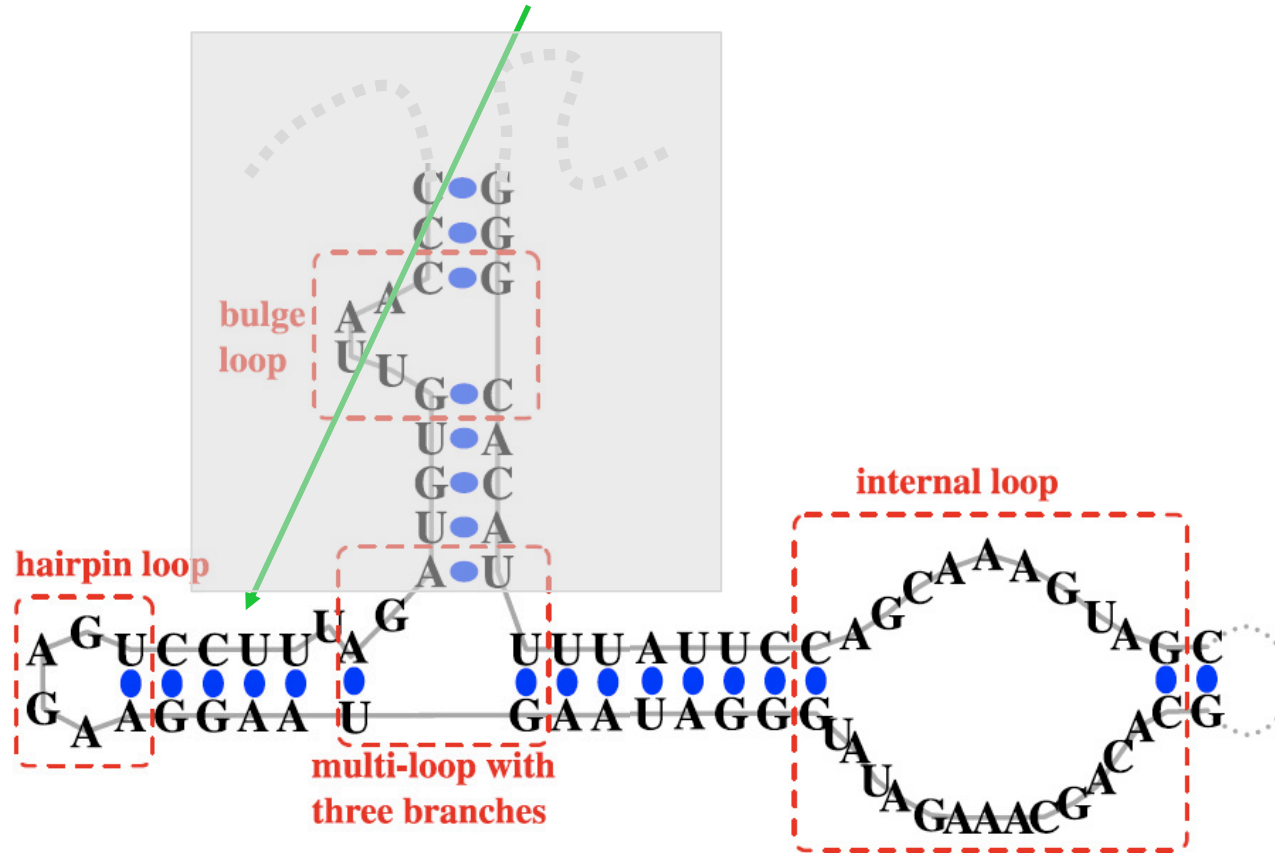 C G
C G
C G
A A
bulge
loop
U U
G C
U A
G C
U A
A U
internal loop
hairpin loop
A G U C C U U U A G
U U U A U U C C A G C A A A G U A G C
G A A G G A A U
G A A U A G G G U A U A G A A A C G A C A C G
multi-loop with
three branches